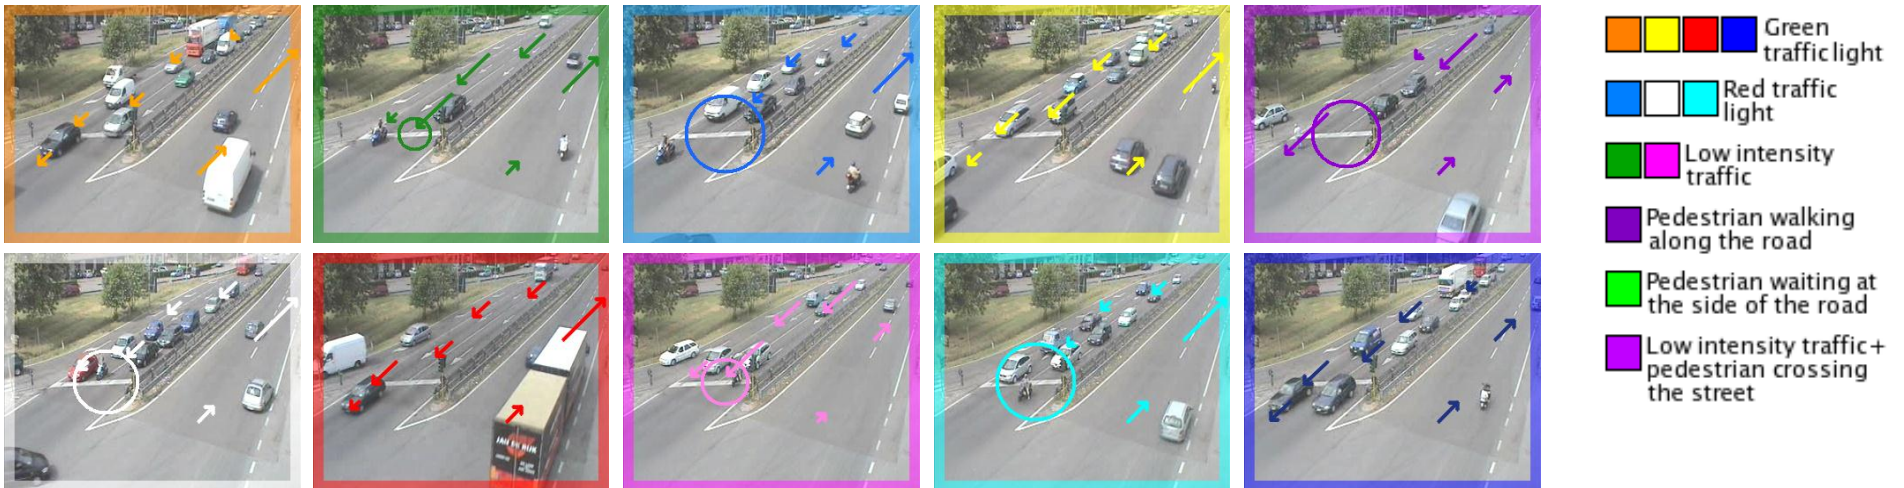 Green
traffic light
Red traffic
light
Low intensity
traffic
Pedestrian walking
along the road
Pedestrian waiting at
the side of the road
Low intensity traffic+
pedestrian crossing
the street